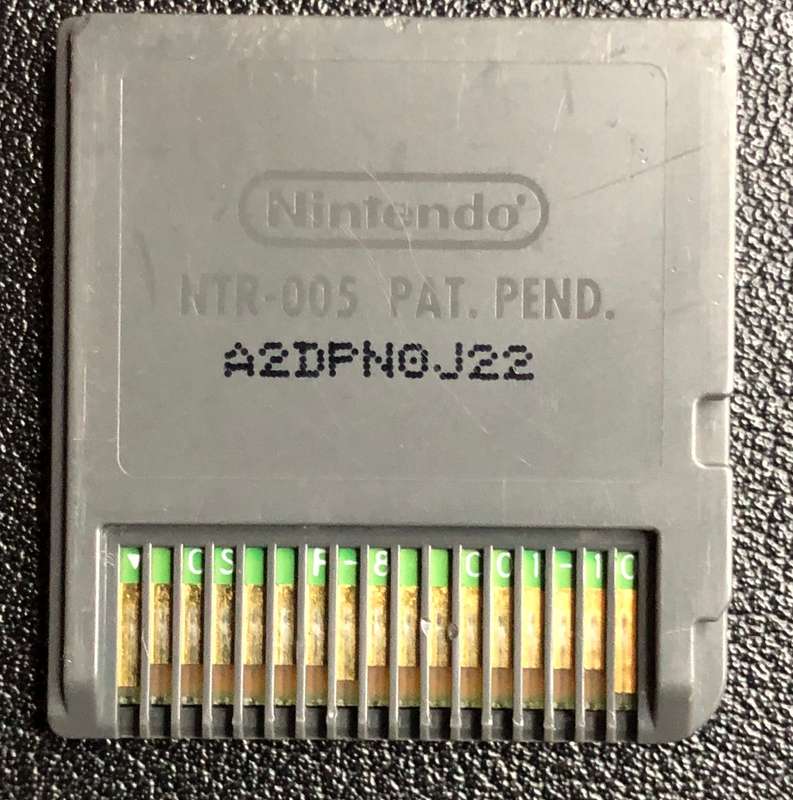 Nintendo
NTR-005 PAT. PEND.
A2DPN0J22